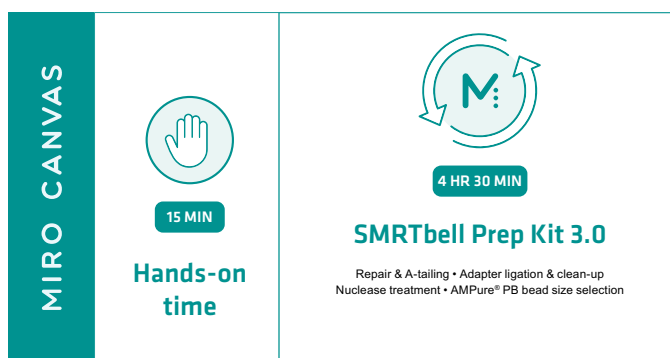 MIRO CANVAS
15 MIN
Hands-on
time
M
4 HR 30 MIN
SMRTbell Prep Kit 3.0
Repair & A-tailing • Adapter ligation & clean-up
Nuclease treatment • AMPure® PB bead size selection